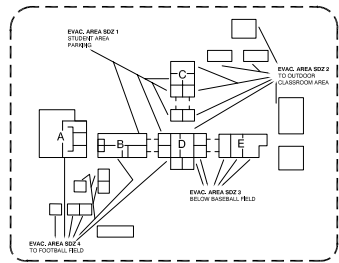 EVAC. AREA SDZ 1
STUDENT AREA
PARKING
EVAC. AREA SDZ 2
TO OUTDOOR
CLASSROOM AREA
C
A
B
D
E
EVAC. AREA SDZ 3
BELOW BASEBALL FIELD
EVAC. AREA SDZ 4
TO FOOTBALL FIELD